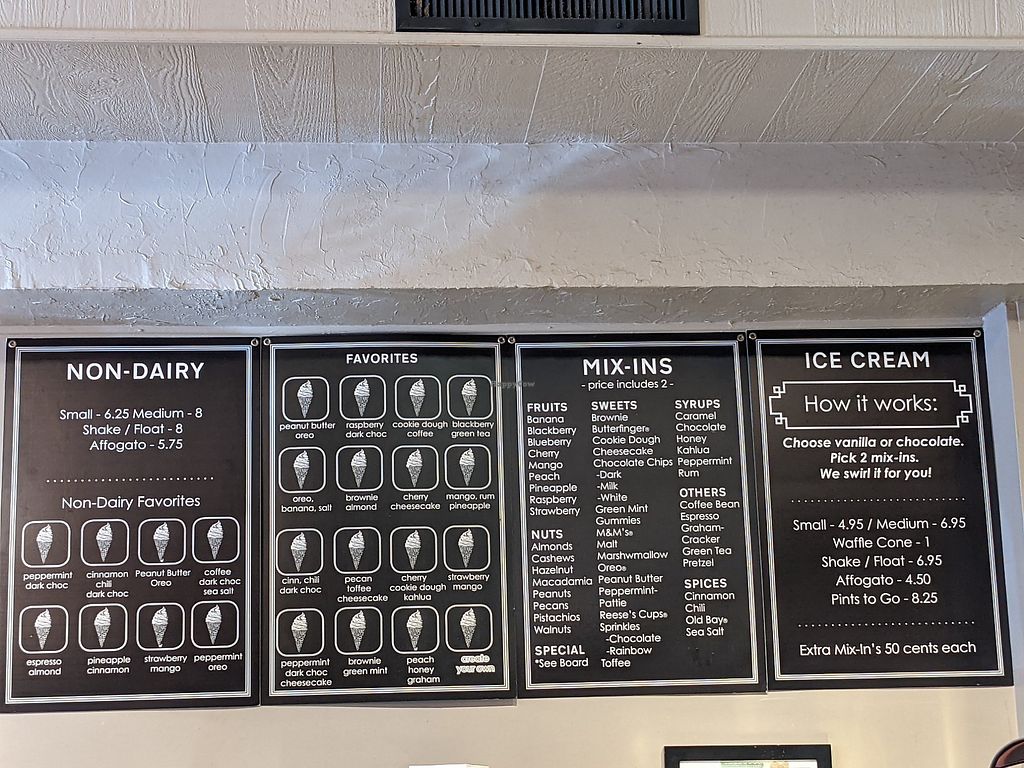 NON-DAIRY
Small - 6.25 Medium - 8
Shake / Float - 8
Affogato - 5.75
Non-Dairy Favorites
peppermint
dark choc
cinnamon
chili
dark choc
Peanut Butter
Oreo
coffee
dark choc
sea salt
espresso
almond
pineapple
cinnamon
strawberry
mango
peppermint
oreo
FAVORITES
peanut butter
oreo
raspberry
dark choc
cookie dough
coffee
blackberry
green tea
oreo,
banana, salt
brownie
almond
cherry
cheesecake
mango, rum
pineapple
cinn, chili
dark choc
pecan
toffee
cheesecake
cherry
cookie dough
kahlua
strawberry
mango
peppermint
dark choc
cheesecake
brownie
green mint
peach
honey
graham
create
your own
HappyCow
MIX-INS
- price includes 2 -
FRUITS
Banana
Blackberry
Blueberry
Cherry
Mango
Peach
Pineapple
Raspberry
Strawberry
NUTS
Almonds
Cashews
Hazelnut
Macadamia
Peanuts
Pecans
Pistachios
Walnuts
SPECIAL
*See Board
SWEETS
Brownie
Butterfinger®
Cookie Dough
Cheesecake
Chocolate Chips
-Dark
-Milk
-White
Green Mint
Gummies
M&M's®
Malt
Marshwmallow
Oreo®
Peanut Butter
Peppermint-
Pattie
Reese's Cups®
Sprinkles
-Chocolate
-Rainbow
Toffee
SYRUPS
Caramel
Chocolate
Honey
Kahlua
Peppermint
Rum
OTHERS
Coffee Bean
Espresso
Graham-
Cracker
Green Tea
Pretzel
SPICES
Cinnamon
Chili
Old Bay®
Sea Salt
ICE CREAM
How it works:
Choose vanilla or chocolate.
Pick 2 mix-ins.
We swirl it for you!
Small - 4.95 / Medium - 6.95
Waffle Cone - 1
Shake / Float - 6.95
Affogato - 4.50
Pints to Go - 8.25
Extra Mix-In's 50 cents each